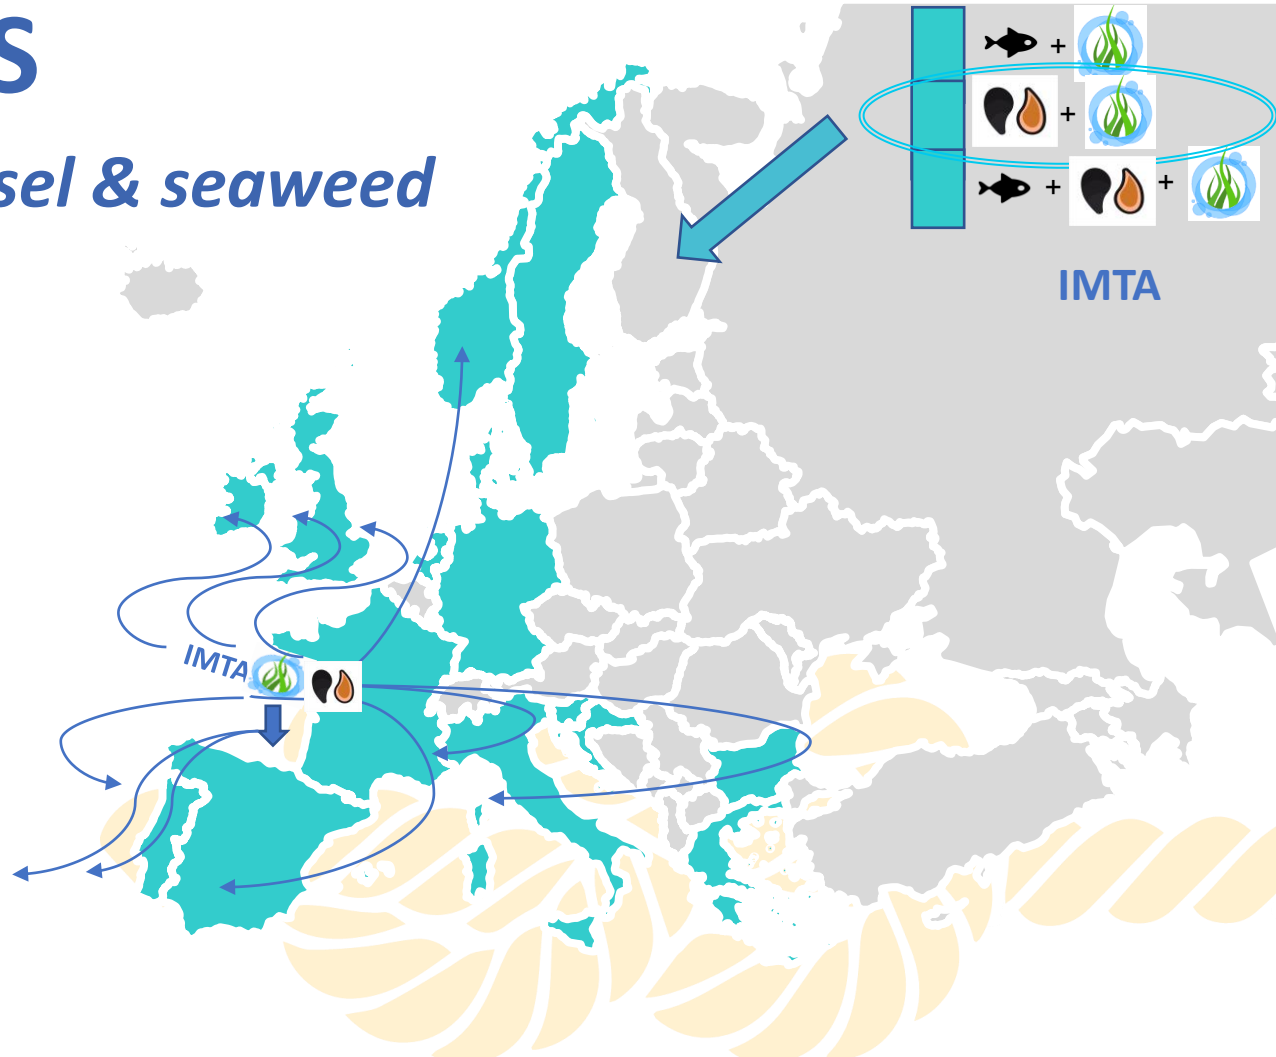 S
sel & seaweed
+
+
+ +
IMTA
IMTA